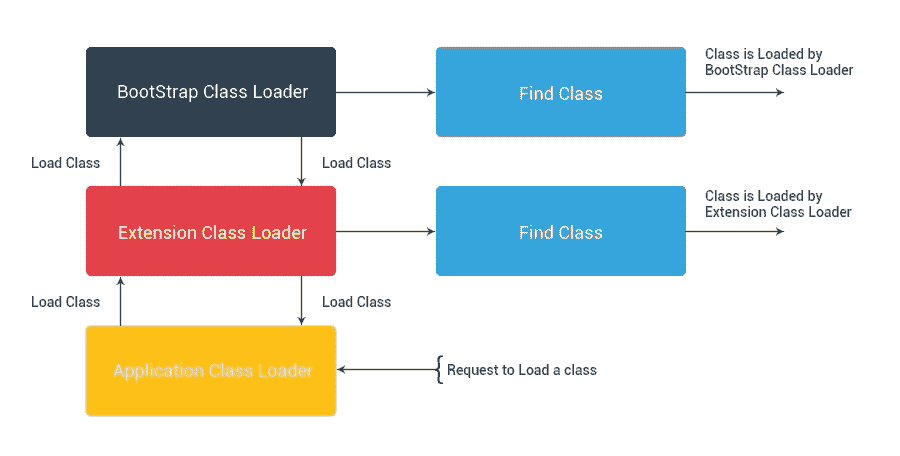 BootStrap Class Loader
Find Class
Class is Loaded by
BootStrap Class Loader
Load Class
Load Class
Extension Class Loader
Find Class
Class is Loaded by
Extension Class Loader
Load Class
Load Class
Application Class Loader
{ Request to Load a class